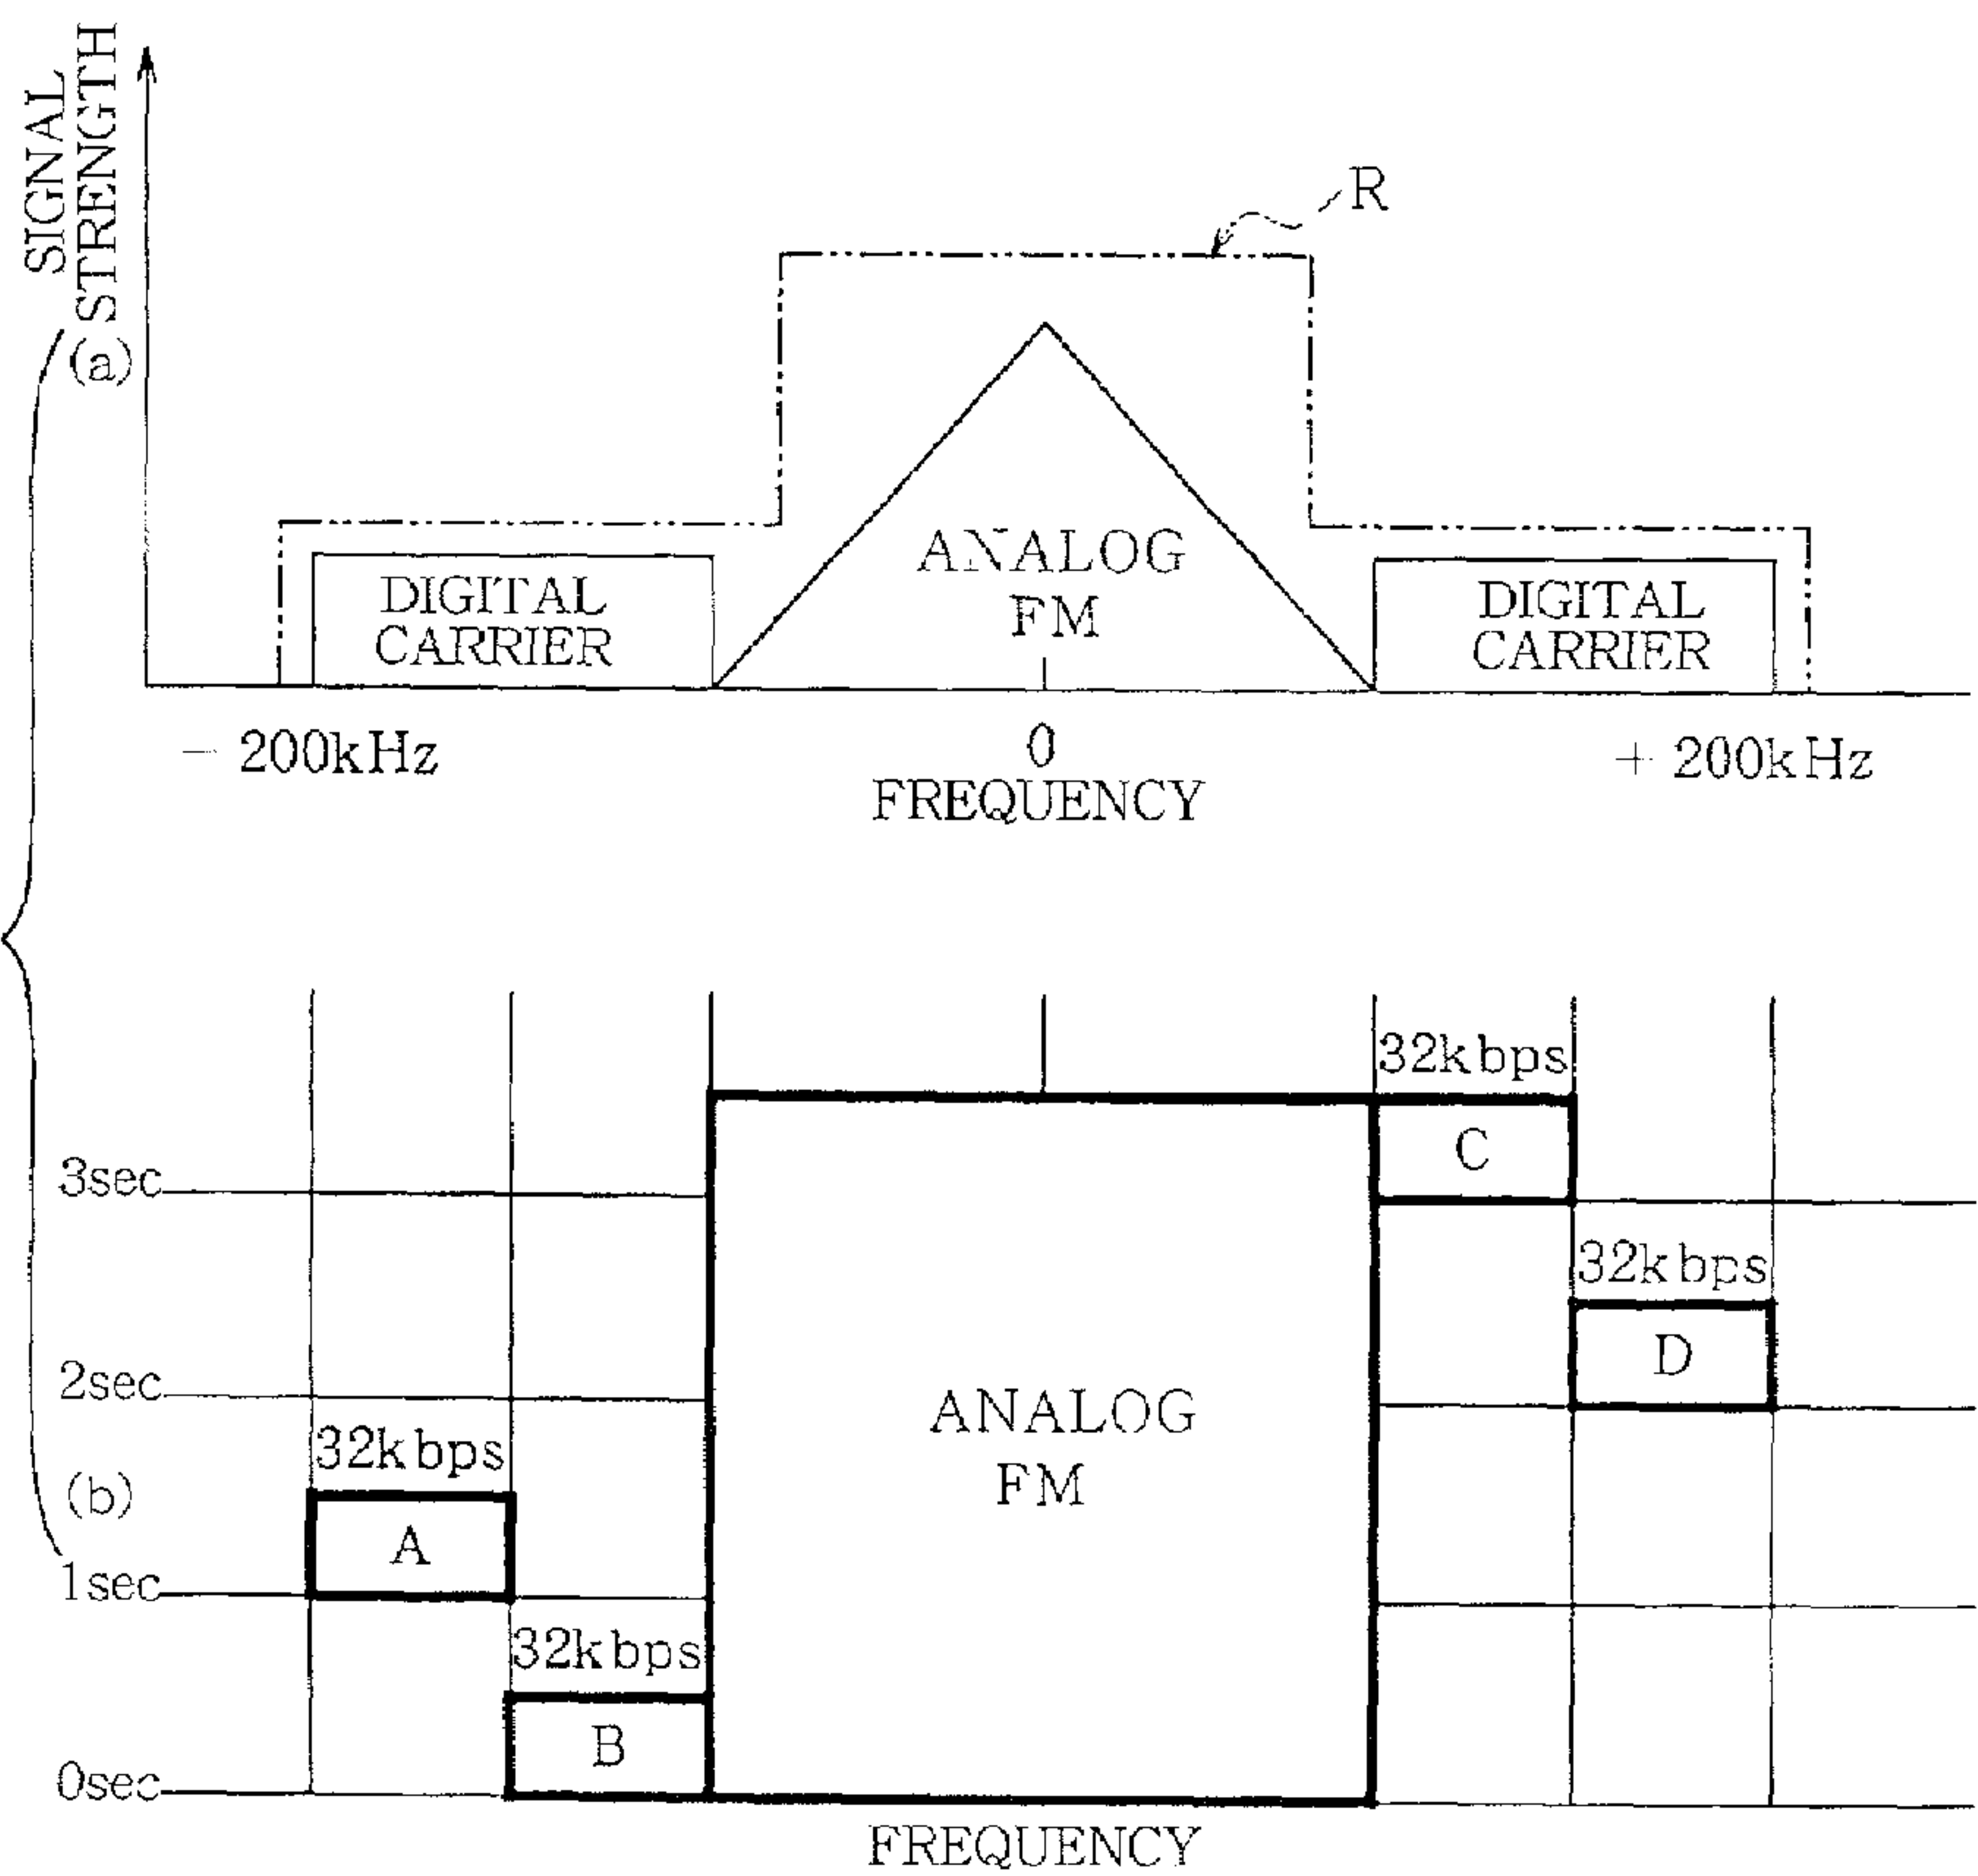 SIGNAL
STRENGTH
(a)
R
ANALOG
FM
DIGITAL
CARRIER
DIGITAL
CARRIER
- 200kHz
0
+ 200kHz
FREQUENCY
32kbps
C
3sec
32kbps
D
2sec
ANALOG
FM
32kbps
(b)
A
1sec
32kbps
B
0sec
FREQUENCY